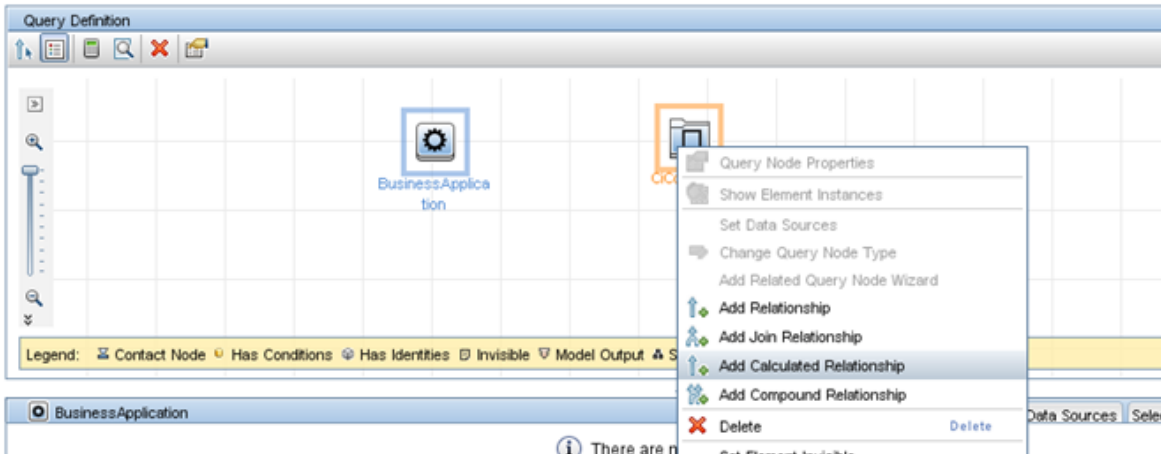 Query Definition
BusinessApplica
tion
Query Node Properties
Show Element Instances
Set Data Sources
Change Query Node Type
Add Related Query Node Wizard
Add Relationship
Add Join Relationship
Add Calculated Relationship
Add Compound Relationship
Delete Delete
Legend: Contact Node Has Conditions Has Identities Invisible Model Output
BusinessApplication
Data Sources
There are